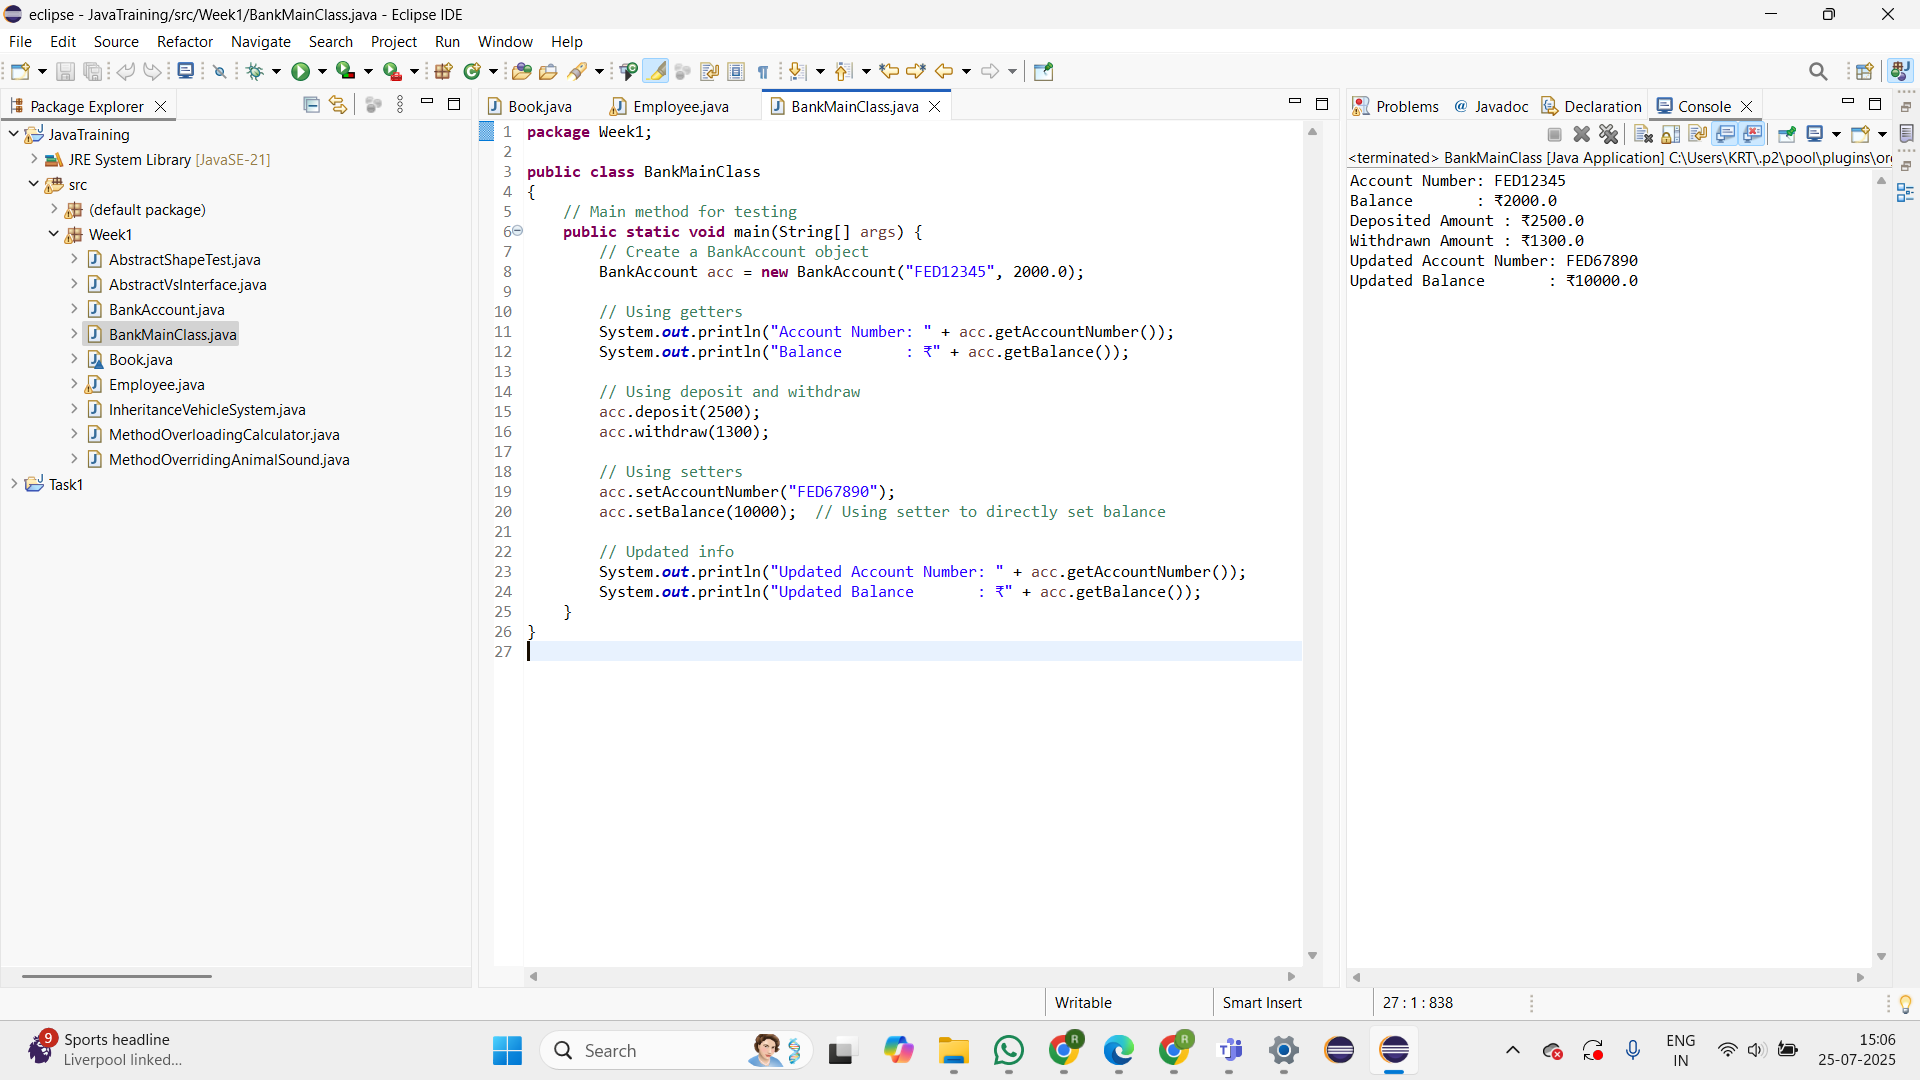 eclipse - JavaTraining/src/Week1/BankMainClass.java - Eclipse IDE
File Edit Source Refactor Navigate Search Project Run Window Help
Package Explorer
JavaTraining
JRE System Library [JavaSE-21]
src
(default package)
Week1
AbstractShapeTest.java
AbstractVsInterface.java
BankAccount.java
BankMainClass.java
Book.java
Employee.java
InheritanceVehicleSystem.java
MethodOverloadingCalculator.java
MethodOverridingAnimalSound.java
Task1
Book.java Employee.java BankMainClass.java
1 package Week1;
2
3 public class BankMainClass
4 {
5 // Main method for testing
6 public static void main(String[] args) {
7 // Create a BankAccount object
8 BankAccount acc = new BankAccount("FED12345", 2000.0);
9
10 // Using getters
11 System.out.println("Account Number: " + acc.getAccountNumber());
12 System.out.println("Balance       : ₹" + acc.getBalance());
13
14 // Using deposit and withdraw
15 acc.deposit(2500);
16 acc.withdraw(1300);
17
18 // Using setters
19 acc.setAccountNumber("FED67890");
20 acc.setBalance(10000);  // Using setter to directly set balance
21
22 // Updated info
23 System.out.println("Updated Account Number: " + acc.getAccountNumber());
24 System.out.println("Updated Balance       : ₹" + acc.getBalance());
25 }
26 }
27
Problems @ Javadoc Declaration Console
<terminated> BankMainClass [Java Application] C:\Users\KRT\.p2\pool\plugins\or
Account Number: FED12345
Balance       : ₹2000.0
Deposited Amount : ₹2500.0
Withdrawn Amount : ₹1300.0
Updated Account Number: FED67890
Updated Balance       : ₹10000.0
Writable Smart Insert 27 : 1 : 838
9 Sports headline
Liverpool linked...
Search
R
R
ENG
IN
15:06
25-07-2025